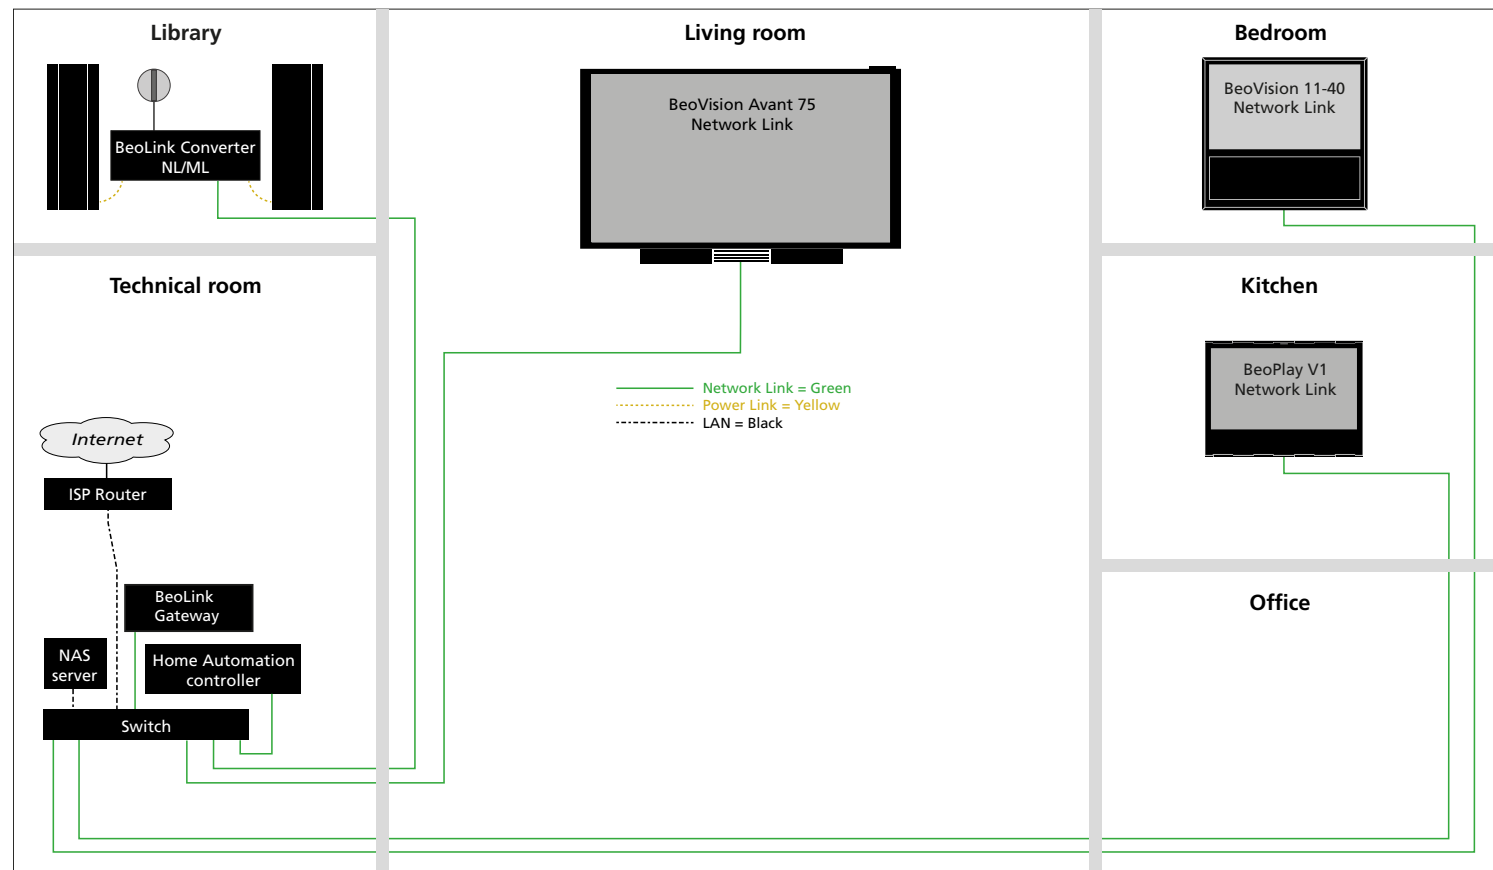 Library
BeoLink Converter
NL/ML
Living room
BeoVision Avant 75
Network Link
Bedroom
BeoVision 11-40
Network Link
Technical room
Internet
ISP Router
BeoLink
Gateway
NAS
server
Home Automation
controller
Switch
Network Link = Green
Power Link = Yellow
LAN = Black
Kitchen
BeoPlay V1
Network Link
Office